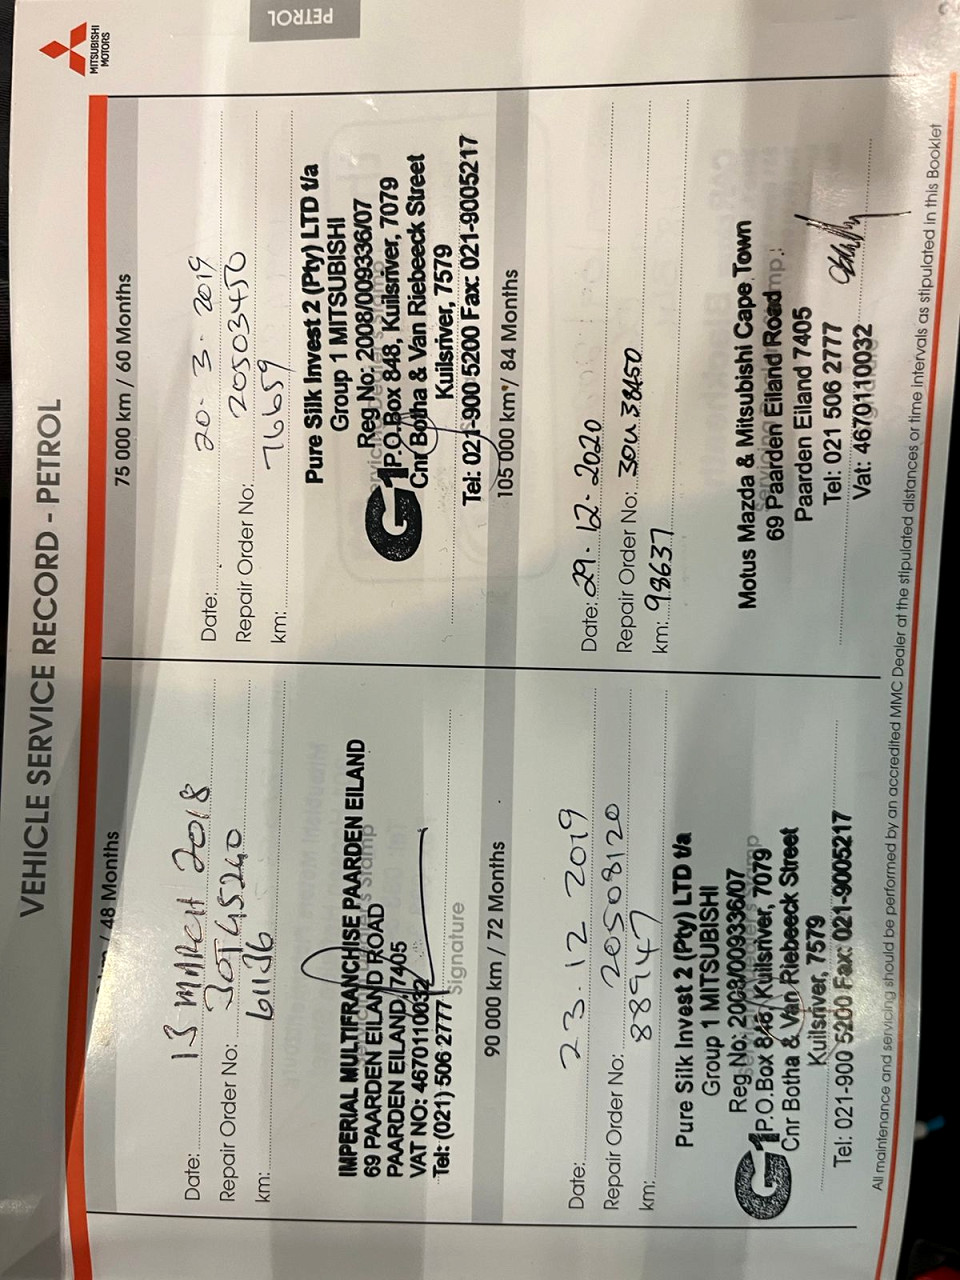 VEHICLE SERVICE RECORD - PETROL
MITSUBISHI
MOTORS
PETROL
/ 48 Months
Date: 13 MARCH 2018
Repair Order No: JOT45240
km: 61136
IMPERIAL MULTIFRANCHISE PAARDEN EILAND
69 PAARDEN EILAND ROAD
PAARDEN EILAND, 7405
VAT NO: 4670110032
Tel: (021) 506 2777
Signature
75 000 km / 60 Months
Date: 20. 3. 2019
Repair Order No: 20503450
km: 76659
Pure Silk Invest 2 (Pty) LTD t/a
Group 1 MITSUBISHI
Reg No: 2008/009336/07
G1 P.O.Box 848, Kuilsriver, 7079
Cnr Botha & Van Riebeeck Street
Kuilsriver, 7579
Tel: 021-900 5200 Fax: 021-9005217
90 000 km / 72 Months
Date: 23. 12 2019
Repair Order No: 20508120
km: 88947
Pure Silk Invest 2 (Pty) LTD t/a
Group 1 MITSUBISHI
Reg No: 2008/009336/07
G1 P.O.Box 848, Kuilsriver, 7079
Cnr Botha & Van Riebeeck Street
Kuilsriver, 7579
Tel: 021-900 5200 Fax: 021-9005217
105 000 km / 84 Months
Date: 29. 12. 2020
Repair Order No: 30U38450
km: 98637
Motus Mazda & Mitsubishi Cape Town
69 Paarden Eiland Road
Paarden Eiland 7405
Tel: 021 506 2777
Vat: 4670110032
All maintenance and servicing should be performed by an accredited MMC Dealer at the stipulated distances or time Intervals as stipulated in this Booklet